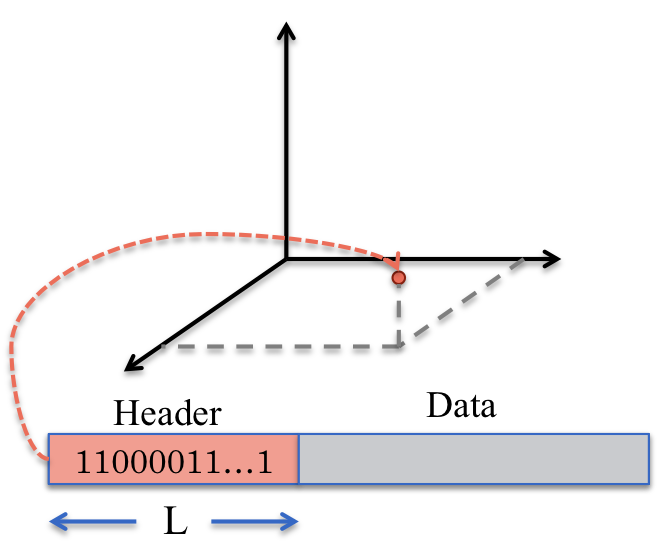 Header
Data
11000011...1
L